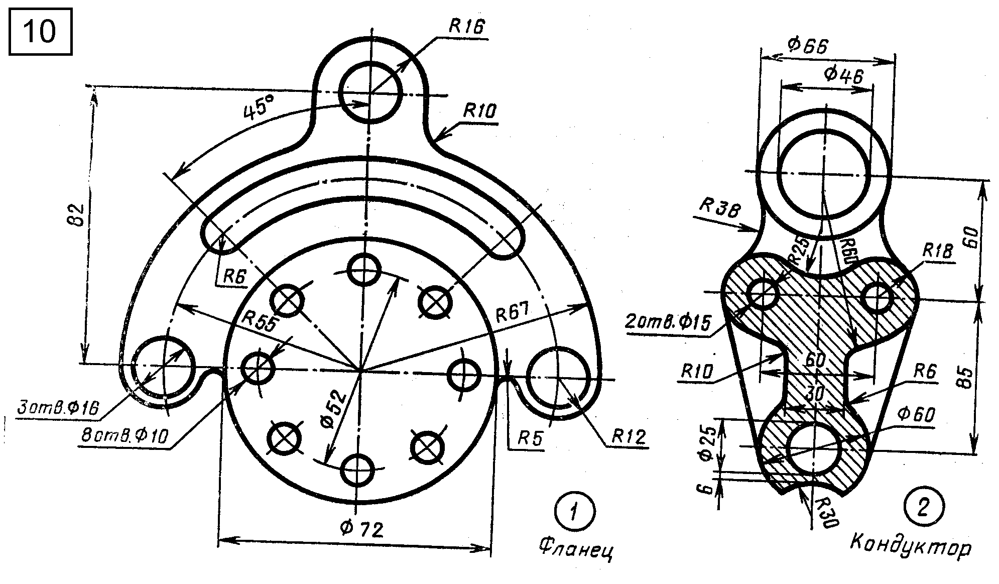 10
R16
45°
R10
82
R6
R55
R67
3отв.Ф16
8отв.Ф10
Ф52
R5
R12
Ф72
1
Фланец
Ф66
Ф46
R38
R25
R60
R18
60
2отв.Ф15
R10
60
R6
85
30
Ф60
Ф25
6
R30
2
Кондуктор